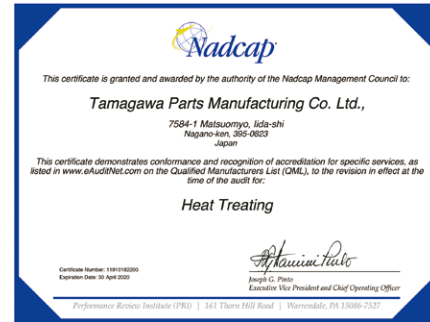 Nadcap
This certificate is granted and awarded by the authority of the Nadcap Management Council to:
Tamagawa Parts Manufacturing Co. Ltd.,
7584-1 Matsuomyo, Iida-shi
Nagano-ken, 395-0823
Japan
This certificate demonstrates conformance and recognition of accreditation for specific services, as
listed in www.eAuditNet.com on the Qualified Manufacturers List (QML), to the revision in effect at the
time of the audit for:
Heat Treating
Certificate Number: 11910182200
Expiration Date: 30 April 2020
Joseph G. Pinto
Executive Vice President and Chief Operating Officer
Performance Review Institute (PRI) | 161 Thorn Hill Road | Warrendale, PA 15086-7527